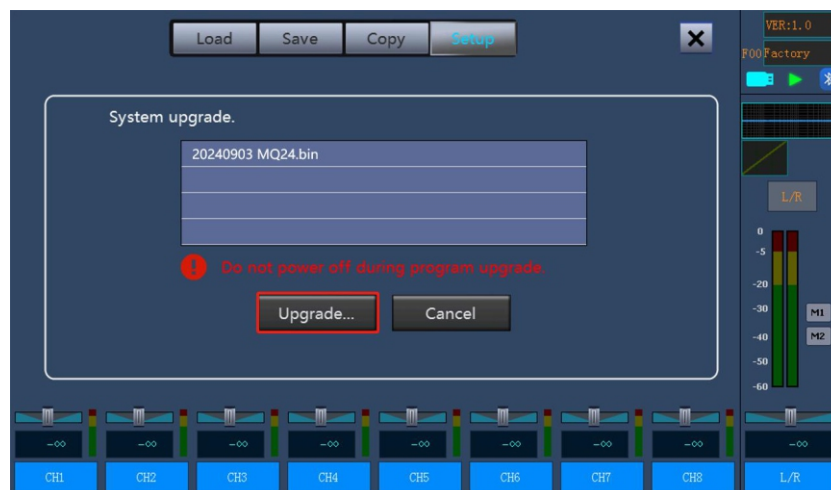 Load Save Copy Setup
VER:1.0
F00 Factory
System upgrade.
20240903 MQ24.bin
Do not power off during program upgrade.
Upgrade... Cancel
L/R
0
-5
-20
-30
M1
-40
M2
-50
-60
-∞ -∞ -∞ -∞ -∞ -∞ -∞ -∞ -∞
CH1 CH2 CH3 CH4 CH5 CH6 CH7 CH8 L/R